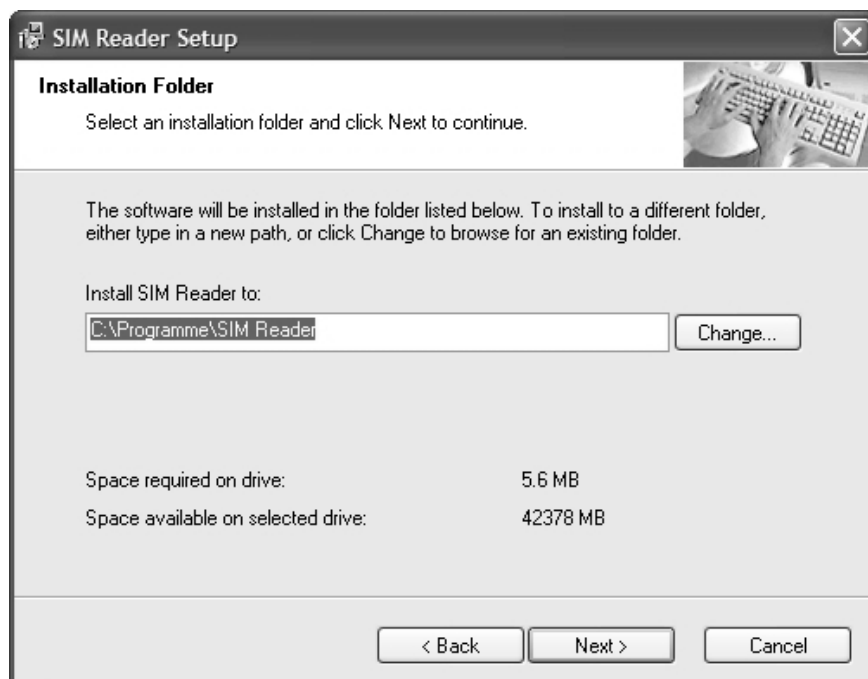 SIM Reader Setup
Installation Folder
Select an installation folder and click Next to continue.
The software will be installed in the folder listed below. To install to a different folder,
either type in a new path, or click Change to browse for an existing folder.
Install SIM Reader to:
C:\Programme\SIM Reader
Change...
Space required on drive: 5.6 MB
Space available on selected drive: 42378 MB
< Back Next > Cancel